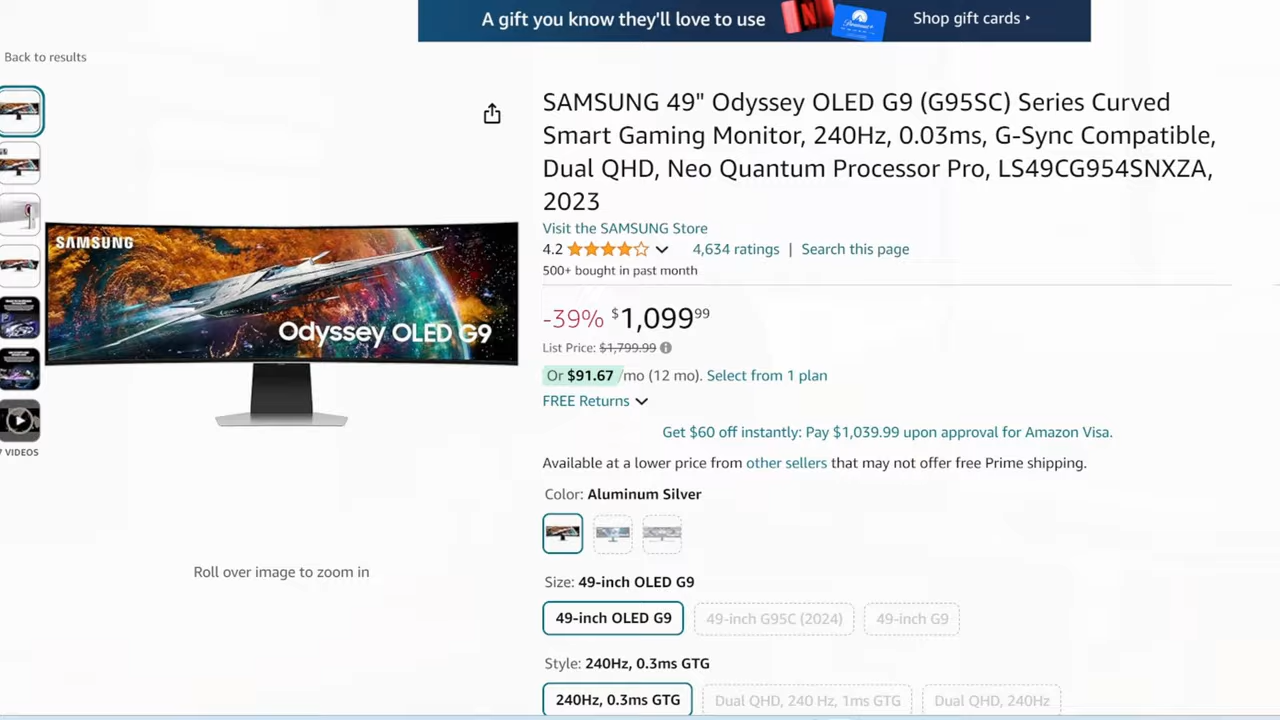 A gift you know they'll love to use
Shop gift cards ▸
Back to results
SAMSUNG 49" Odyssey OLED G9 (G95SC) Series Curved
Smart Gaming Monitor, 240Hz, 0.03ms, G-Sync Compatible,
Dual QHD, Neo Quantum Processor Pro, LS49CG954SNXZA,
2023
Visit the SAMSUNG Store
4.2
4,634 ratings | Search this page
500+ bought in past month
SAMSUNG
Odyssey OLED G9
-39% $1,099 99
List Price: $1,799.99
Or $91.67 /mo (12 mo). Select from 1 plan
FREE Returns
Get $60 off instantly: Pay $1,039.99 upon approval for Amazon Visa.
7 VIDEOS
Available at a lower price from other sellers that may not offer free Prime shipping.
Color: Aluminum Silver
Roll over image to zoom in
Size: 49-inch OLED G9
49-inch OLED G9
49-inch G95C (2024)
49-inch G9
Style: 240Hz, 0.3ms GTG
240Hz, 0.3ms GTG
Dual QHD, 240 Hz, 1ms GTG
Dual QHD, 240Hz